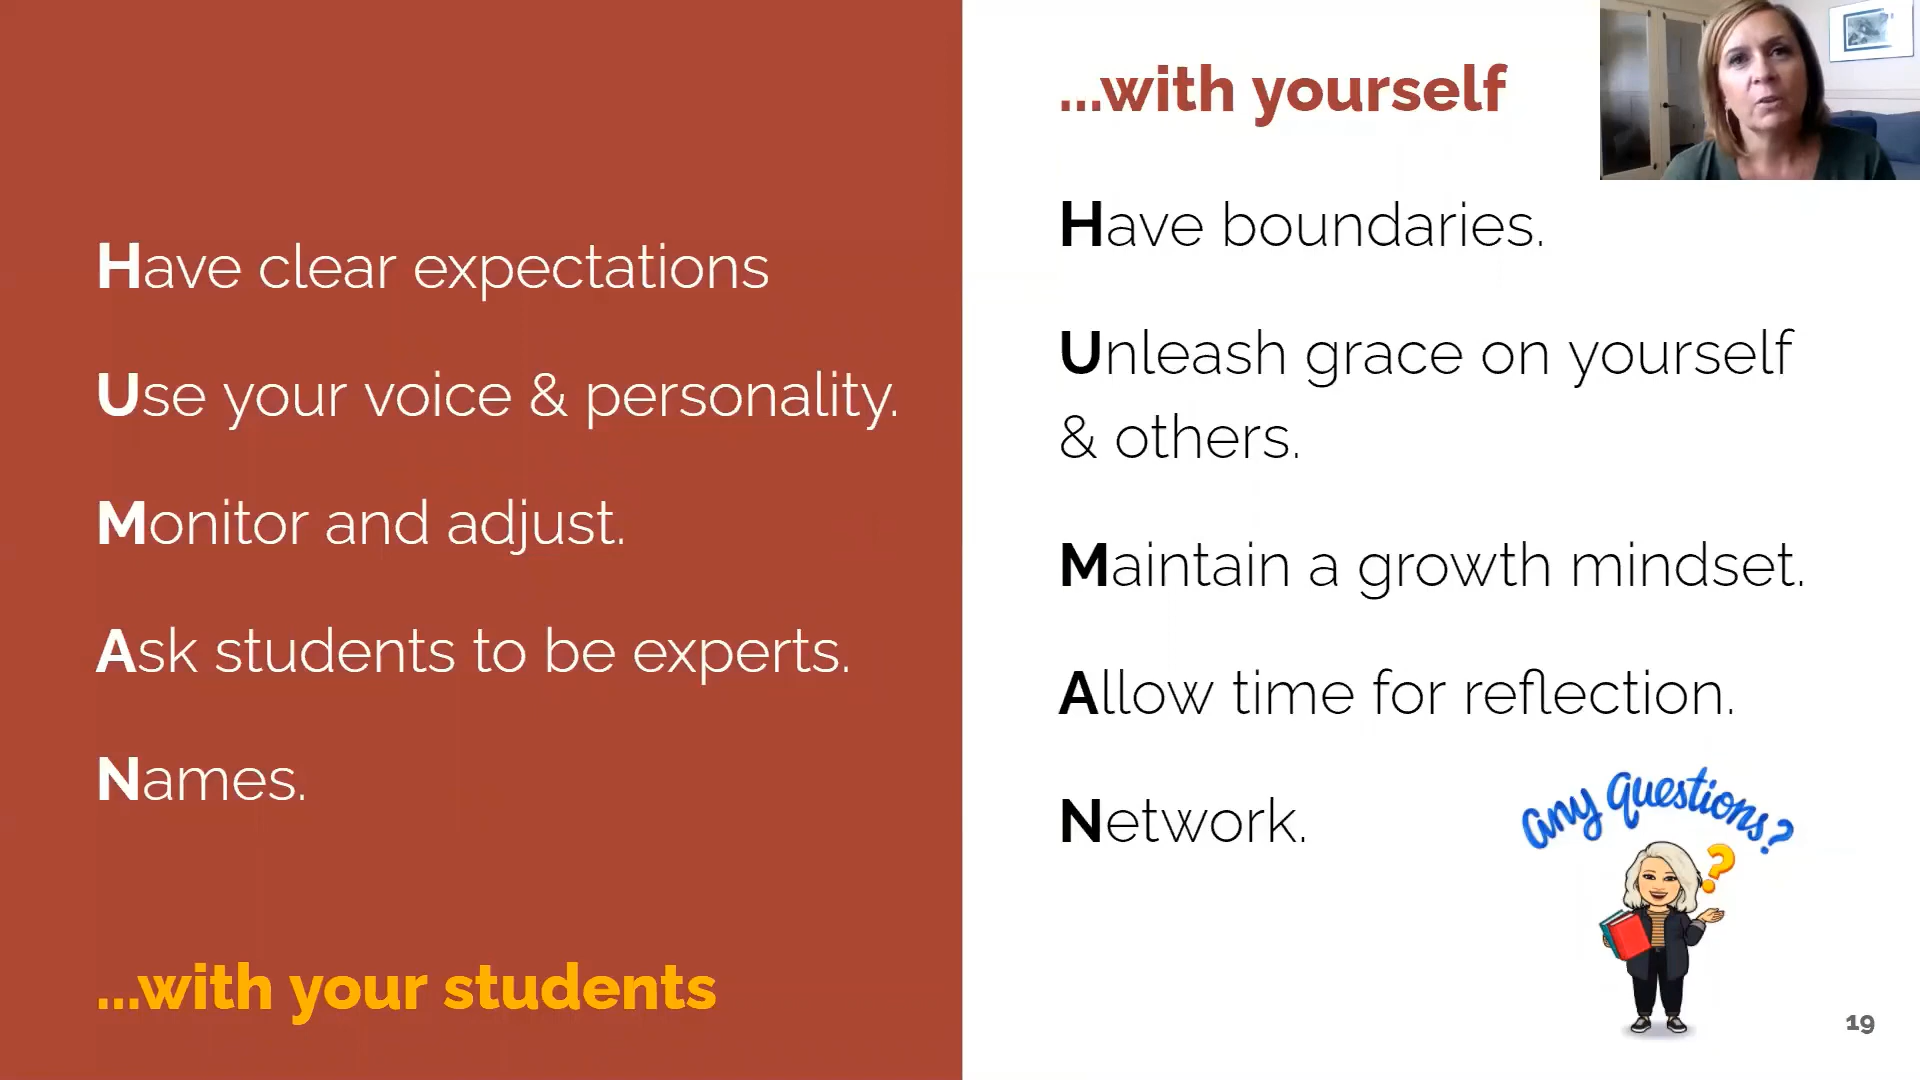 Have clear expectations
Use your voice & personality.
Monitor and adjust.
Ask students to be experts.
Names.
...with your students
...with yourself
Have boundaries.
Unleash grace on yourself
& others.
Maintain a growth mindset.
Allow time for reflection.
Network.
any questions?
?
19